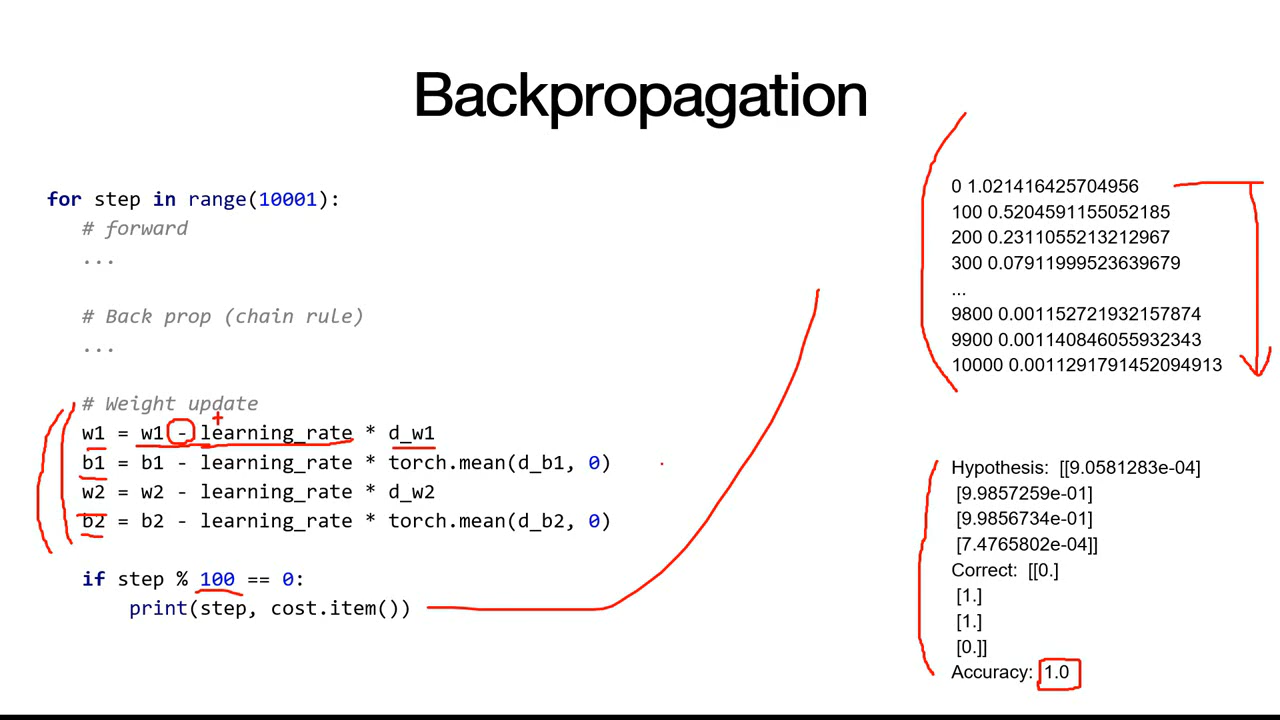 Backpropagation
for step in range(10001):
# forward
...
# Back prop (chain rule)
...
# Weight update
+
w1 = w1 - learning_rate * d_w1
b1 = b1 - learning_rate * torch.mean(d_b1, 0)
w2 = w2 - learning_rate * d_w2
b2 = b2 - learning_rate * torch.mean(d_b2, 0)
if step % 100 == 0:
print(step, cost.item())
0 1.021416425704956
100 0.5204591155052185
200 0.2311055213212967
300 0.07911999523639679
...
9800 0.001152721932157874
9900 0.001140846055932343
10000 0.0011291791452094913
Hypothesis: [[9.0581283e-04]
[9.9857259e-01]
[9.9856734e-01]
[7.4765802e-04]]
Correct: [[0.]
[1.]
[1.]
[0.]]
Accuracy: 1.0